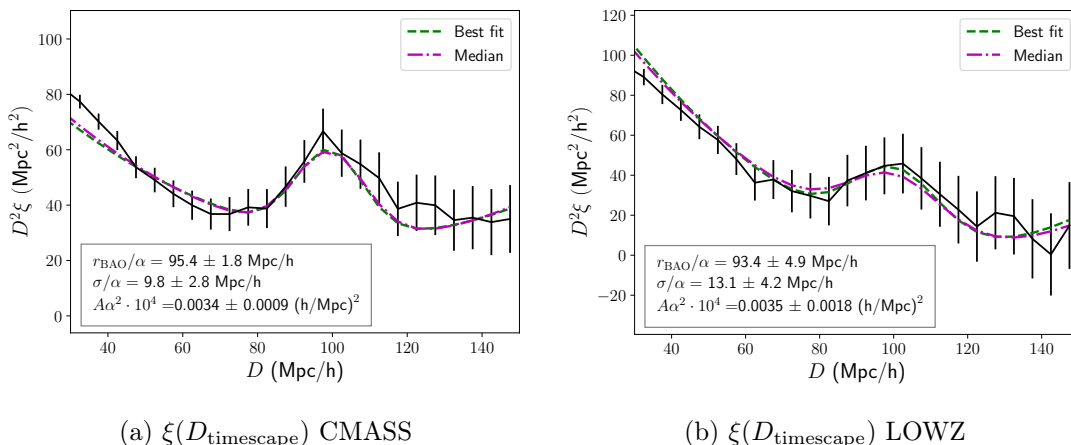 100
80
60
40
20
0
D²ξ (Mpc²/h²)
Best fit
Median
r_BAO/α = 95.4 ± 1.8 Mpc/h
σ/α = 9.8 ± 2.8 Mpc/h
Aα² · 10⁴ =0.0034 ± 0.0009 (h/Mpc)²
40 60 80 100 120 140
D (Mpc/h)
(a) ξ(D_timescape) CMASS
120
100
80
60
40
20
0
−20
D²ξ (Mpc²/h²)
Best fit
Median
r_BAO/α = 93.4 ± 4.9 Mpc/h
σ/α = 13.1 ± 4.2 Mpc/h
Aα² · 10⁴ =0.0035 ± 0.0018 (h/Mpc)²
40 60 80 100 120 140
D (Mpc/h)
(b) ξ(D_timescape) LOWZ